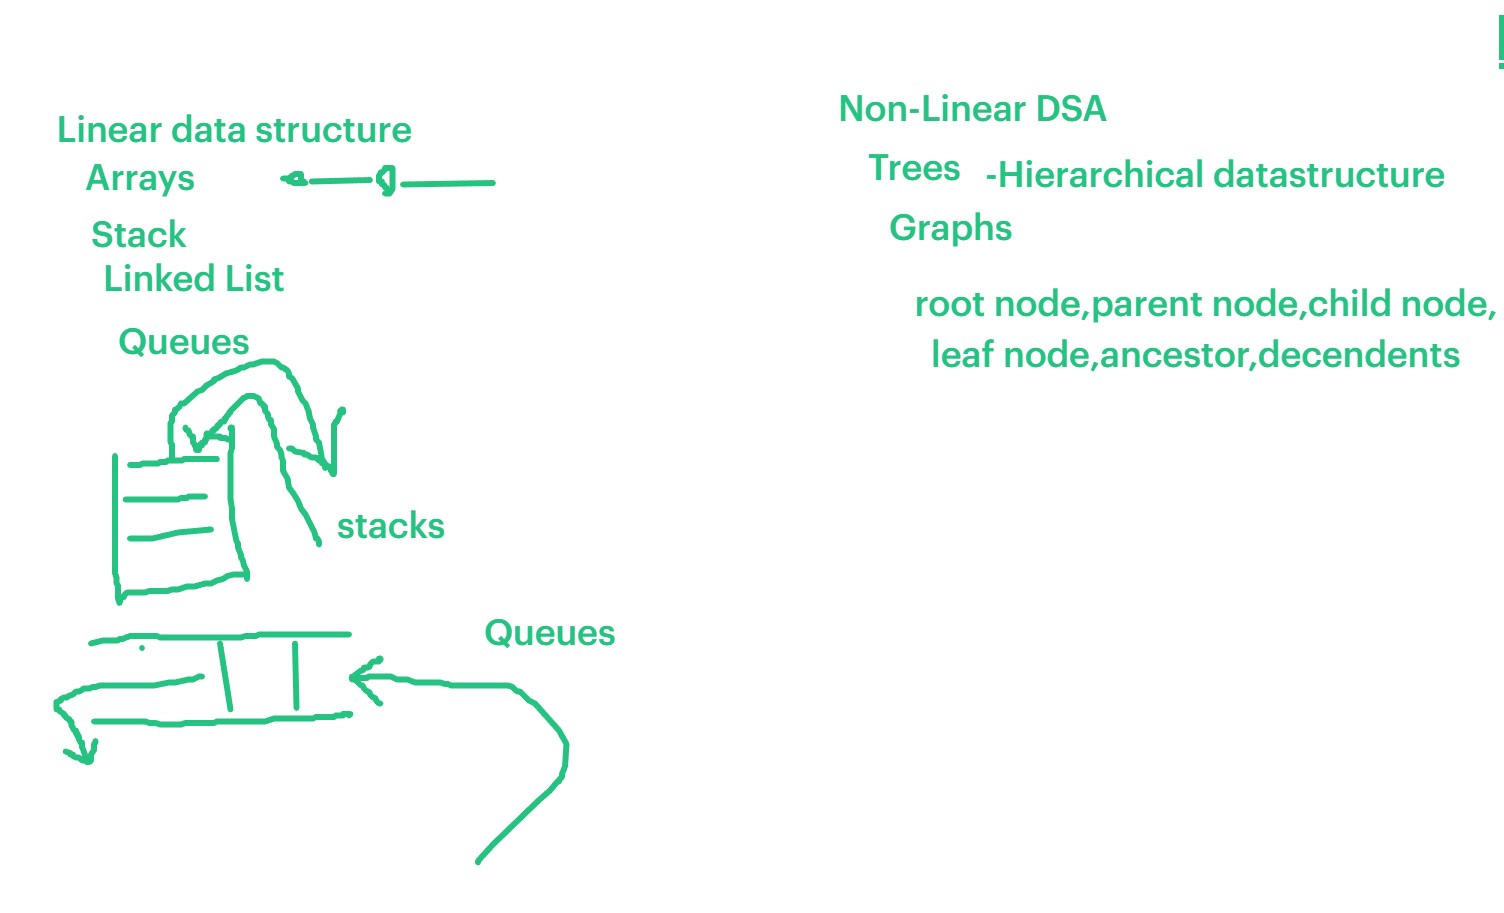 Linear data structure
Arrays
Stack
Linked List
Queues
stacks
Queues
Non-Linear DSA
Trees -Hierarchical datastructure
Graphs
root node,parent node,child node,
leaf node,ancestor,decendents